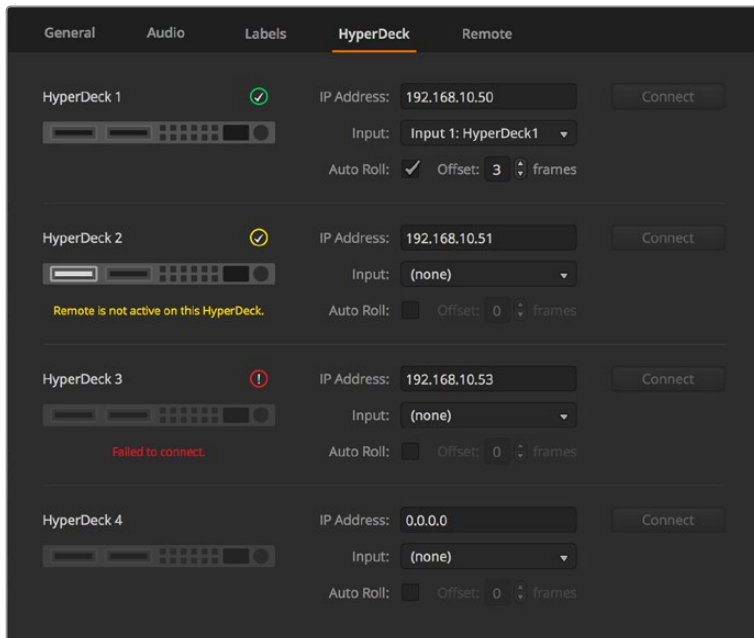 General Audio Labels HyperDeck Remote
HyperDeck 1 IP Address: 192.168.10.50 Connect
Input: Input 1: HyperDeck1
Auto Roll: Offset: 3 frames
HyperDeck 2 IP Address: 192.168.10.51 Connect
Input: (none)
Remote is not active on this HyperDeck. Auto Roll: Offset: 0 frames
HyperDeck 3 IP Address: 192.168.10.53 Connect
Input: (none)
Failed to connect. Auto Roll: Offset: 0 frames
HyperDeck 4 IP Address: 0.0.0.0 Connect
Input: (none)
Auto Roll: Offset: 0 frames